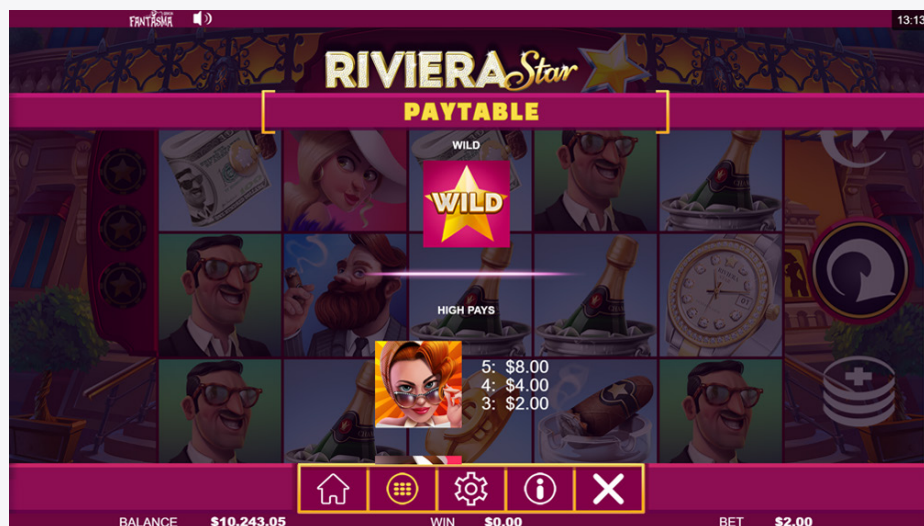 FANTASMA
13:13
RIVIERA Star
PAYTABLE
WILD
WILD
HIGH PAYS
5: $8.00
4: $4.00
3: $2.00
BALANCE $10,243.05 WIN $0.00 BET $2.00